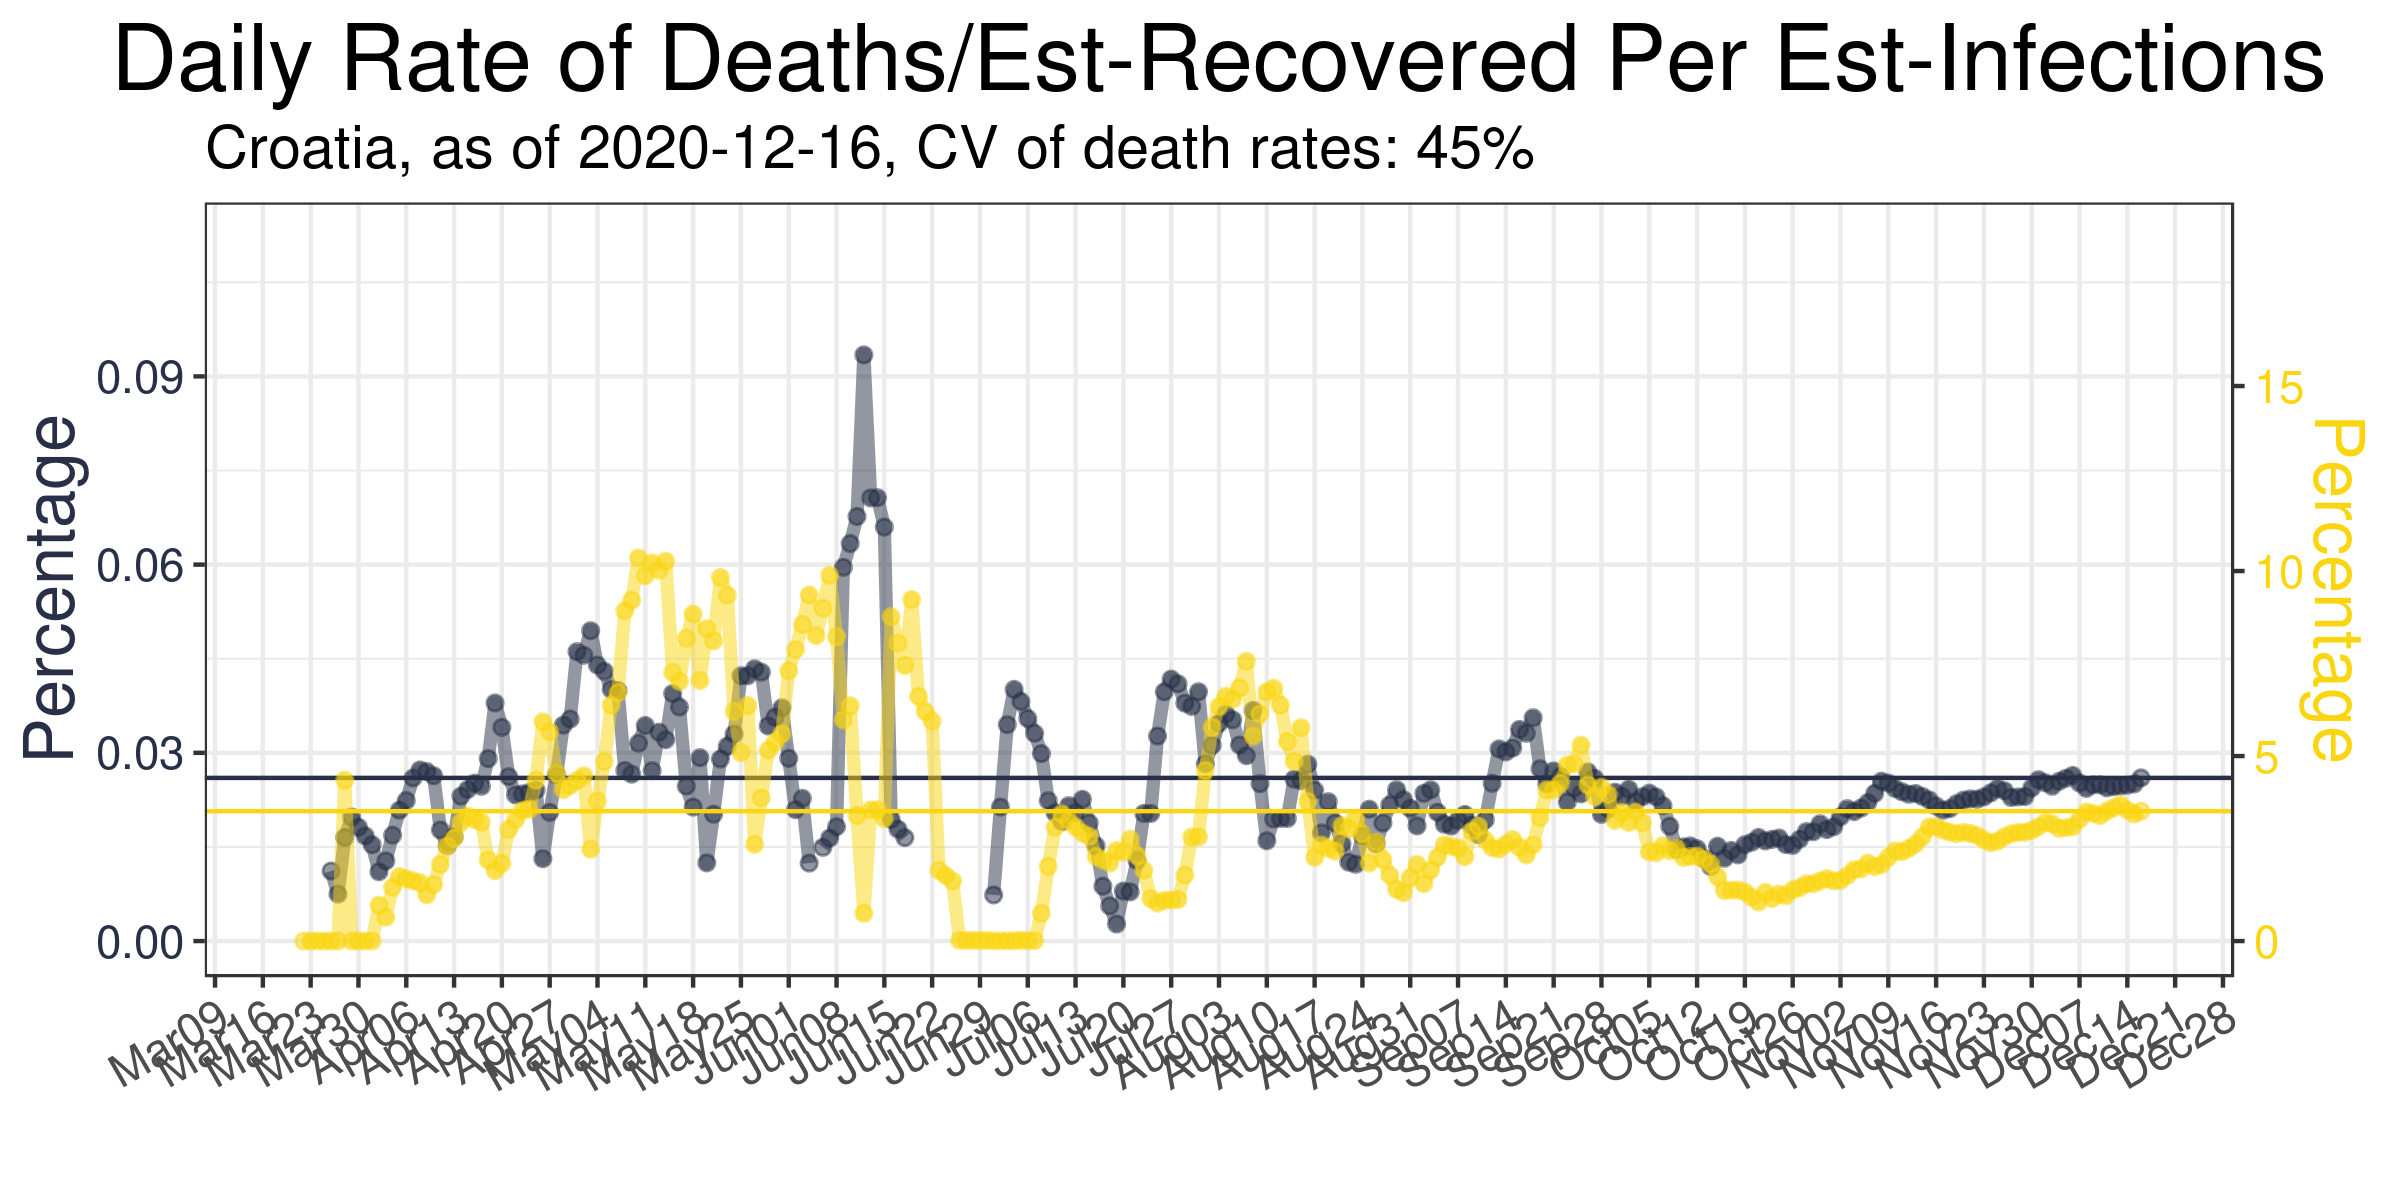 Daily Rate of Deaths/Est-Recovered Per Est-Infections
Croatia, as of 2020-12-16, CV of death rates: 45%
Percentage
0.09
0.06
0.03
0.00
15
10
5
0
Percentage
Mar09
Mar16
Mar23
Mar30
Apr06
Apr13
Apr20
Apr27
May04
May11
May18
May25
Jun01
Jun08
Jun15
Jun22
Jun29
Jul06
Jul13
Jul20
Jul27
Aug03
Aug10
Aug17
Aug24
Aug31
Sep07
Sep14
Sep21
Sep28
Oct05
Oct12
Oct19
Oct26
Nov02
Nov09
Nov16
Nov23
Nov30
Dec07
Dec14
Dec21
Dec28